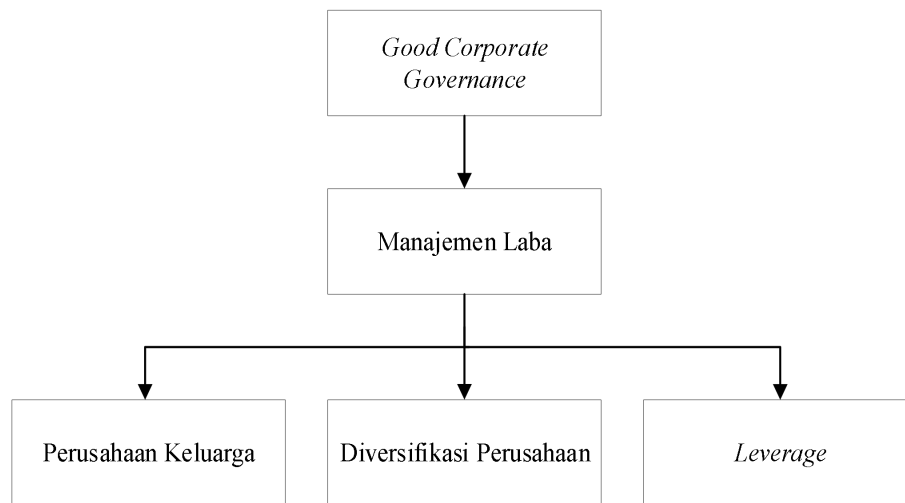 Good Corporate
Governance
Manajemen Laba
Perusahaan Keluarga
Diversifikasi Perusahaan
Leverage